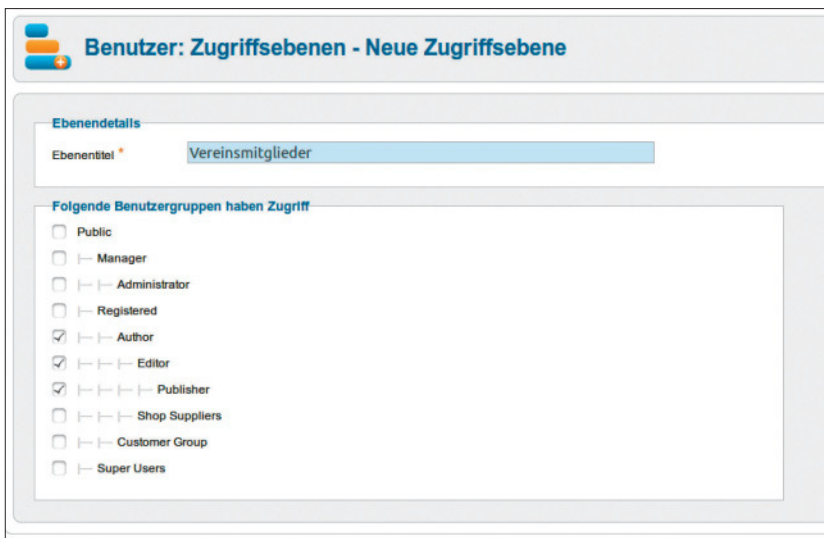 Benutzer: Zugriffsebenen - Neue Zugriffsebene
Ebenendetails
Ebenentitel *
Vereinsmitglieder
Folgende Benutzergruppen haben Zugriff
Public
Manager
Administrator
Registered
Author
Editor
Publisher
Shop Suppliers
Customer Group
Super Users